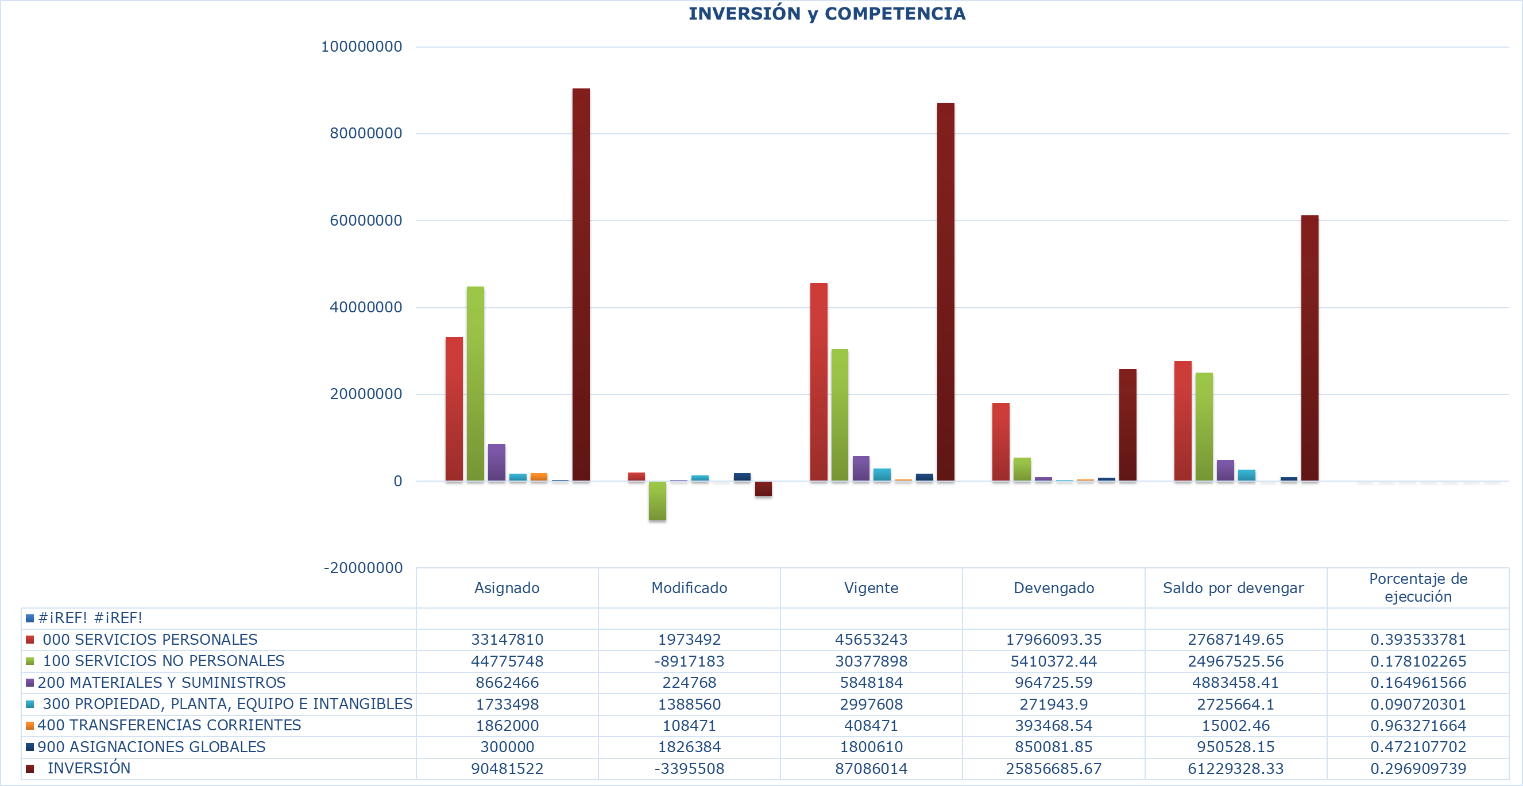 INVERSIÓN y COMPETENCIA
100000000
80000000
60000000
40000000
20000000
0
-20000000
Asignado Modificado Vigente Devengado Saldo por devengar Porcentaje de ejecución
#¡REF! #¡REF!
000 SERVICIOS PERSONALES 33147810 1973492 45653243 17966093.35 27687149.65 0.393533781
100 SERVICIOS NO PERSONALES 44775748 -8917183 30377898 5410372.44 24967525.56 0.178102265
200 MATERIALES Y SUMINISTROS 8662466 224768 5848184 964725.59 4883458.41 0.164961566
300 PROPIEDAD, PLANTA, EQUIPO E INTANGIBLES 1733498 1388560 2997608 271943.9 2725664.1 0.090720301
400 TRANSFERENCIAS CORRIENTES 1862000 108471 408471 393468.54 15002.46 0.963271664
900 ASIGNACIONES GLOBALES 300000 1826384 1800610 850081.85 950528.15 0.472107702
INVERSIÓN 90481522 -3395508 87086014 25856685.67 61229328.33 0.296909739